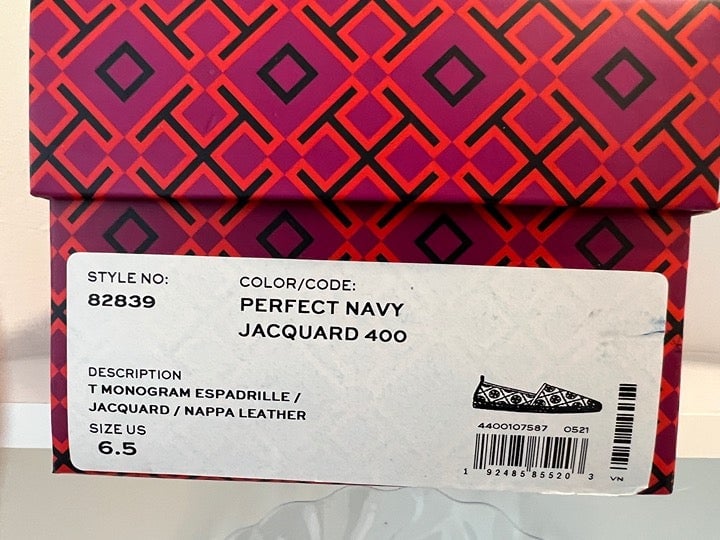 STYLE NO:
82839
COLOR/CODE:
PERFECT NAVY
JACQUARD 400
DESCRIPTION
T MONOGRAM ESPADRILLE /
JACQUARD / NAPPA LEATHER
SIZE US
6.5
4400107587 0521
1 92485 85520 3
VN